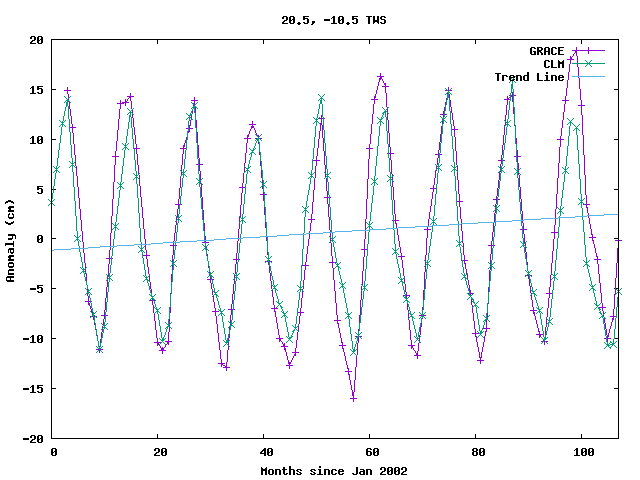 20.5, -10.5 TWS
GRACE
CLM
Trend Line
20
15
10
5
0
-5
-10
-15
-20
Anomaly (cm)
0 20 40 60 80 100
Months since Jan 2002